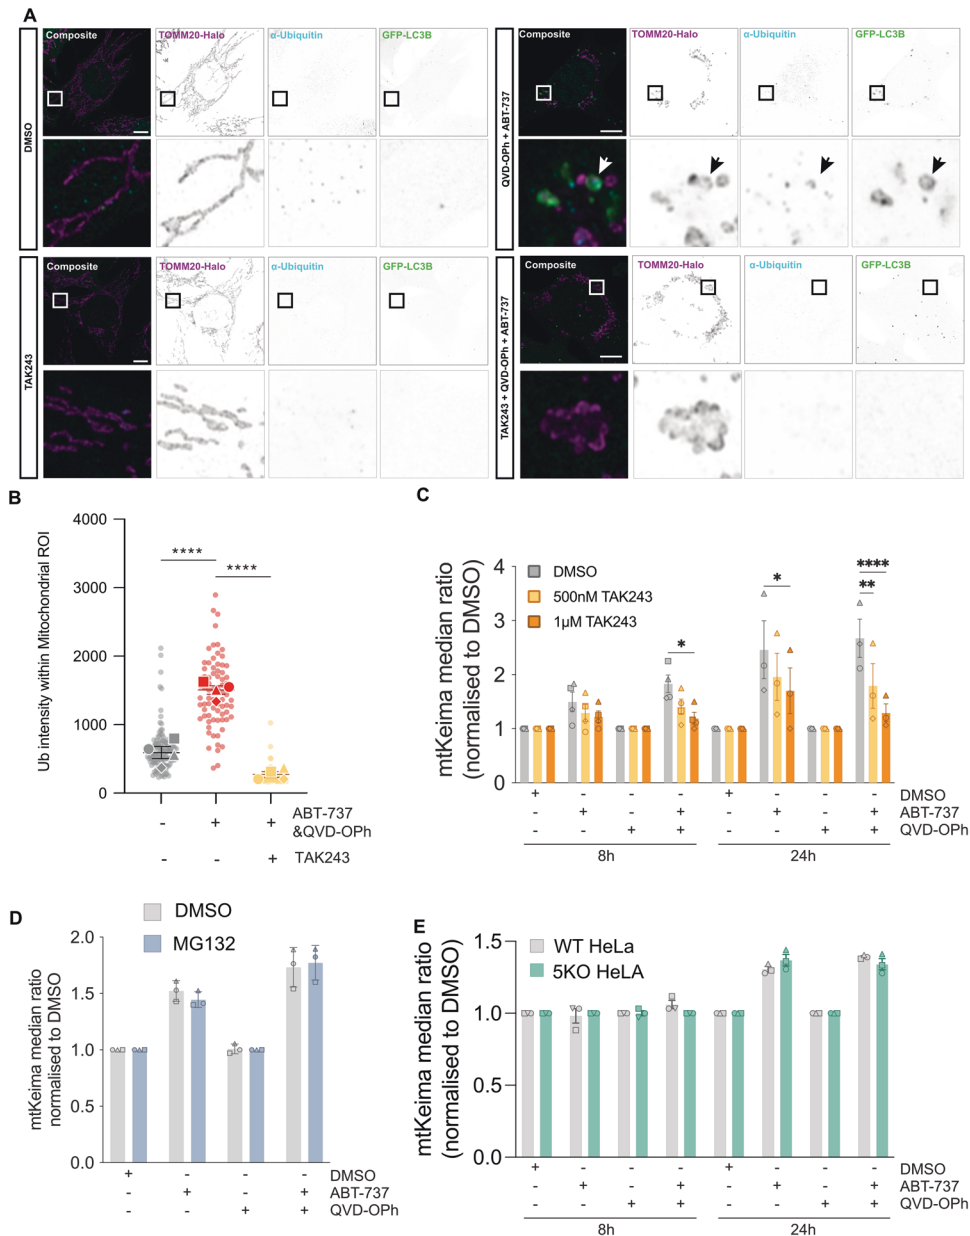 A
Composite
TOMM20-Halo
α-Ubiquitin
GFP-LC3B
DMSO
Composite
TOMM20-Halo
α-Ubiquitin
GFP-LC3B
QVD-OPh + ABT-737
Composite
TOMM20-Halo
α-Ubiquitin
GFP-LC3B
TAK243
Composite
TOMM20-Halo
α-Ubiquitin
GFP-LC3B
TAK243 + QVD-OPh + ABT-737
B
Ub intensity within Mitochondrial ROI
4000
3000
2000
1000
0
****
****
- + + ABT-737
&QVD-OPh
- - + TAK243
C
mtKeima median ratio
(normalised to DMSO)
4
3
2
1
0
DMSO
500nM TAK243
1µM TAK243
*
*
****
**
+ - - - + - - - DMSO
- + - + - + - + ABT-737
- - + + - - + + QVD-OPh
8h
24h
D
mtKeima median ratio
normalised to DMSO
DMSO
MG132
2.0
1.5
1.0
0.5
0.0
+ - - - DMSO
- + - + ABT-737
- - + + QVD-OPh
E
mtKeima median ratio
(normalised to DMSO)
WT HeLa
5KO HeLA
1.5
1.0
0.5
0.0
+ - - - + - - - DMSO
- + - + - + - + ABT-737
- - + + - - + + QVD-OPh
8h
24h